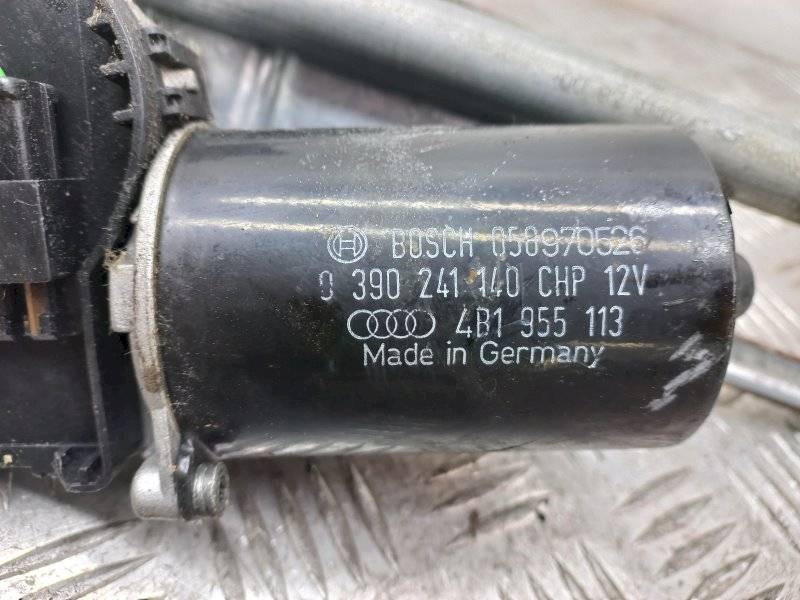 BOSCH 058970526
0 390 241 140 CHP 12V
4B1 955 113
Made in Germany